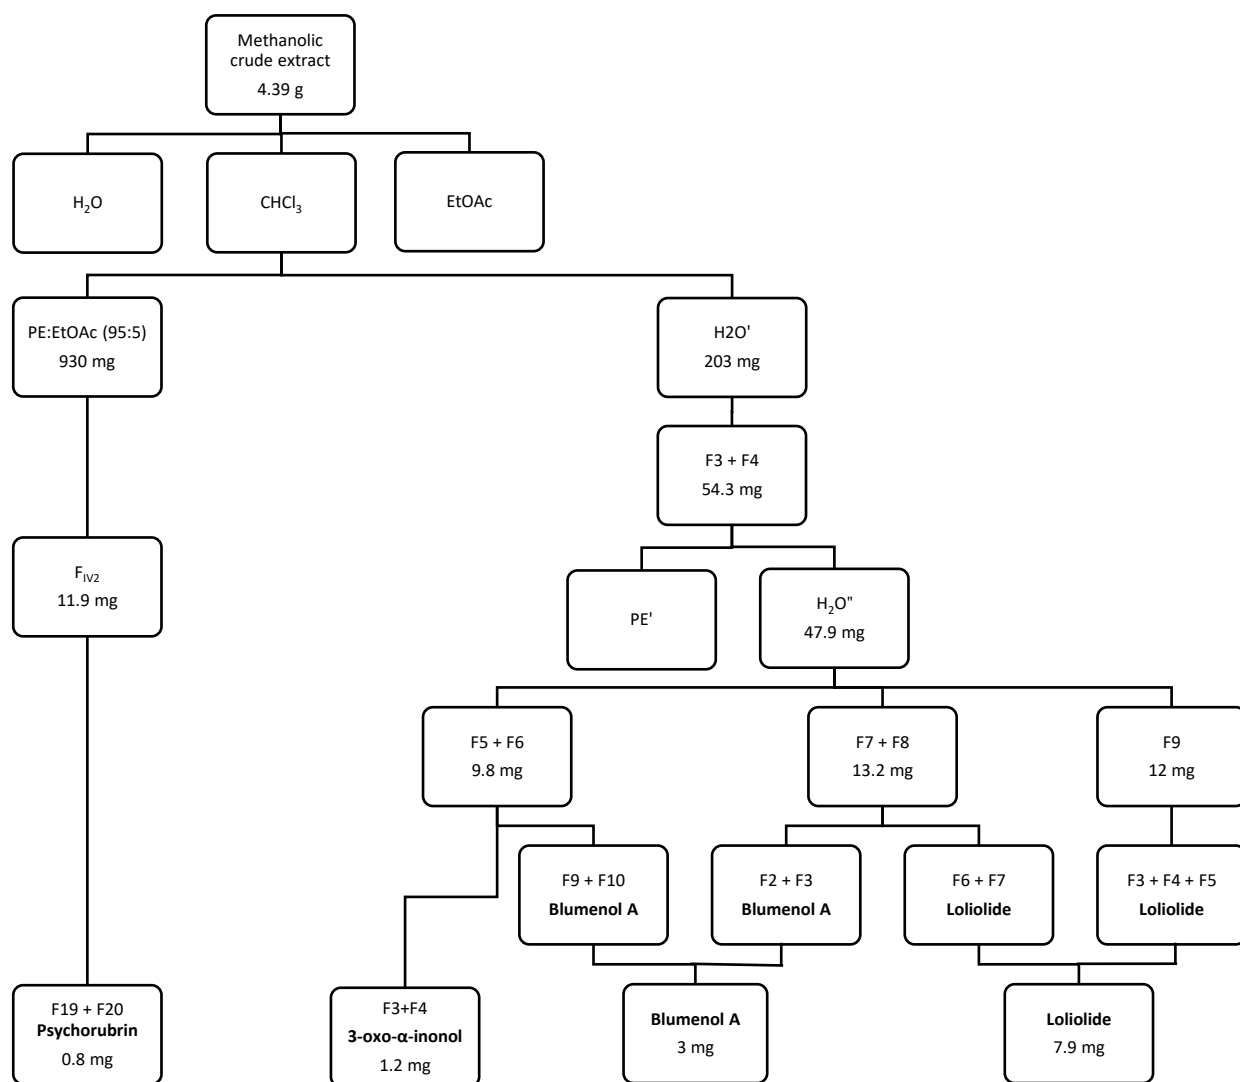 Methanolic
crude extract
4.39 g
H₂O
CHCl₃
EtOAc
PE:EtOAc (95:5)
930 mg
H2O'
203 mg
F3 + F4
54.3 mg
F_IV2
11.9 mg
PE'
H₂O"
47.9 mg
F5 + F6
9.8 mg
F7 + F8
13.2 mg
F9
12 mg
F9 + F10
Blumenol A
F2 + F3
Blumenol A
F6 + F7
Loliolide
F3 + F4 + F5
Loliolide
F19 + F20
Psychorubrin
0.8 mg
F3+F4
3-oxo-α-inonol
1.2 mg
Blumenol A
3 mg
Loliolide
7.9 mg